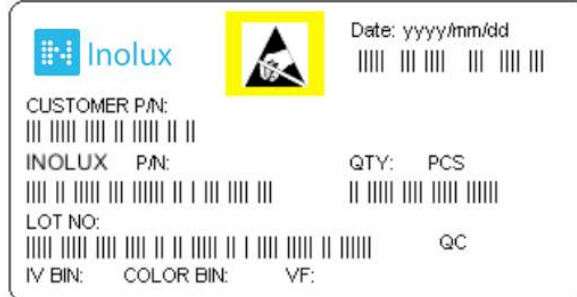 Inolux
Date: yyyy/mm/dd
CUSTOMER P/N:
INOLUX P/N: QTY: PCS
LOT NO:
QC
IV BIN: COLOR BIN: VF: